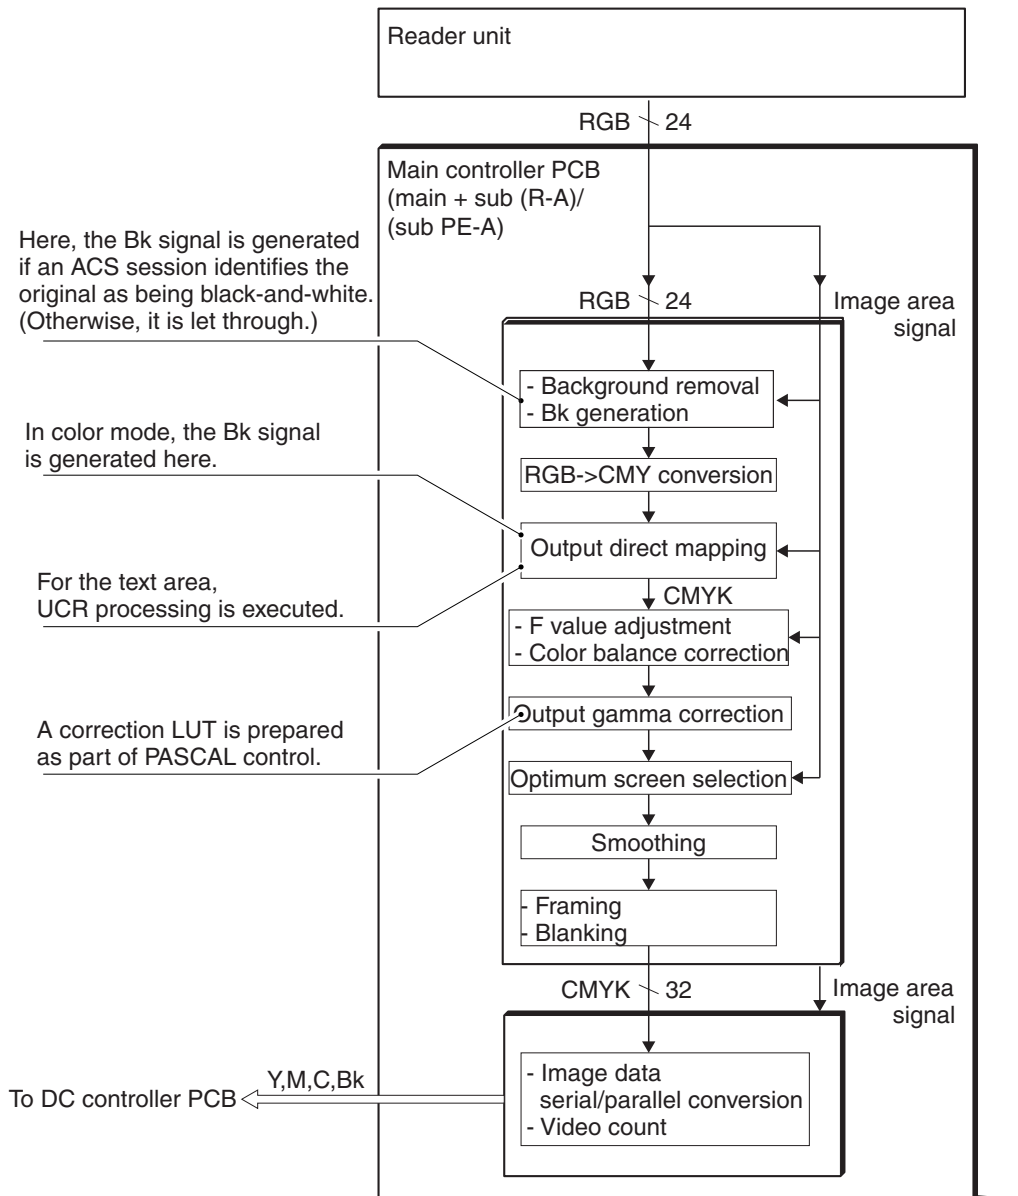 Reader unit
RGB 24
Main controller PCB
(main + sub (R-A)/
(sub PE-A)
Here, the Bk signal is generated
if an ACS session identifies the
original as being black-and-white.
(Otherwise, it is let through.)
RGB 24
Image area
signal
- Background removal
- Bk generation
In color mode, the Bk signal
is generated here.
RGB->CMY conversion
Output direct mapping
For the text area,
UCR processing is executed.
CMYK
- F value adjustment
- Color balance correction
Output gamma correction
A correction LUT is prepared
as part of PASCAL control.
Optimum screen selection
Smoothing
- Framing
- Blanking
CMYK 32
Image area
signal
- Image data
serial/parallel conversion
- Video count
Y,M,C,Bk
To DC controller PCB